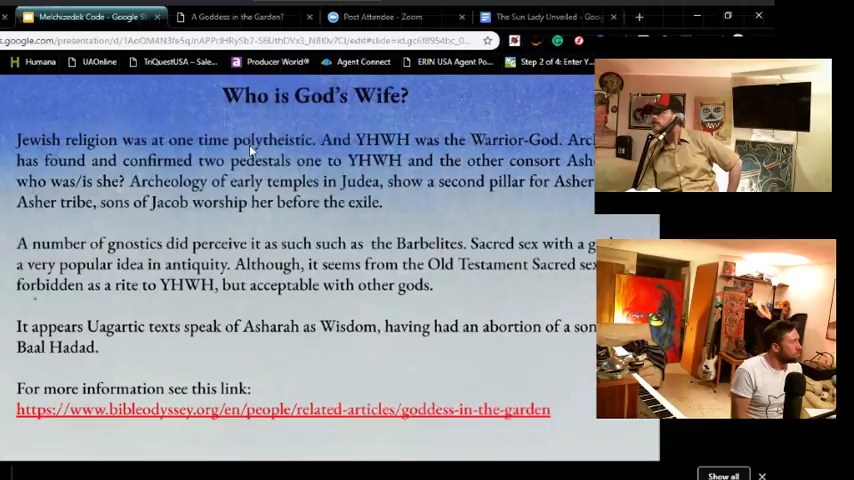 Melchizedek Code - Google Sl
A Goddess in the Garden?
Post Attendee - Zoom
The Sun Lady Unveiled - Goo
Humana
UAOnline
TriQuestUSA – Sale...
Producer World®
Agent Connect
ERIN USA Agent Po...
Step 2 of 4: Enter Y...
Who is God's Wife?
Jewish religion was at one time polytheistic. And YHWH was the Warrior-God. Arc
has found and confirmed two pedestals one to YHWH and the other consort Ash
who was/is she? Archeology of early temples in Judea, show a second pillar for Asher
Asher tribe, sons of Jacob worship her before the exile.
A number of gnostics did perceive it as such such as the Barbelites. Sacred sex with a g
a very popular idea in antiquity. Although, it seems from the Old Testament Sacred sex
forbidden as a rite to YHWH, but acceptable with other gods.
It appears Uagartic texts speak of Asharah as Wisdom, having had an abortion of a son
Baal Hadad.
For more information see this link:
https://www.bibleodyssey.org/en/people/related-articles/goddess-in-the-garden
Show all